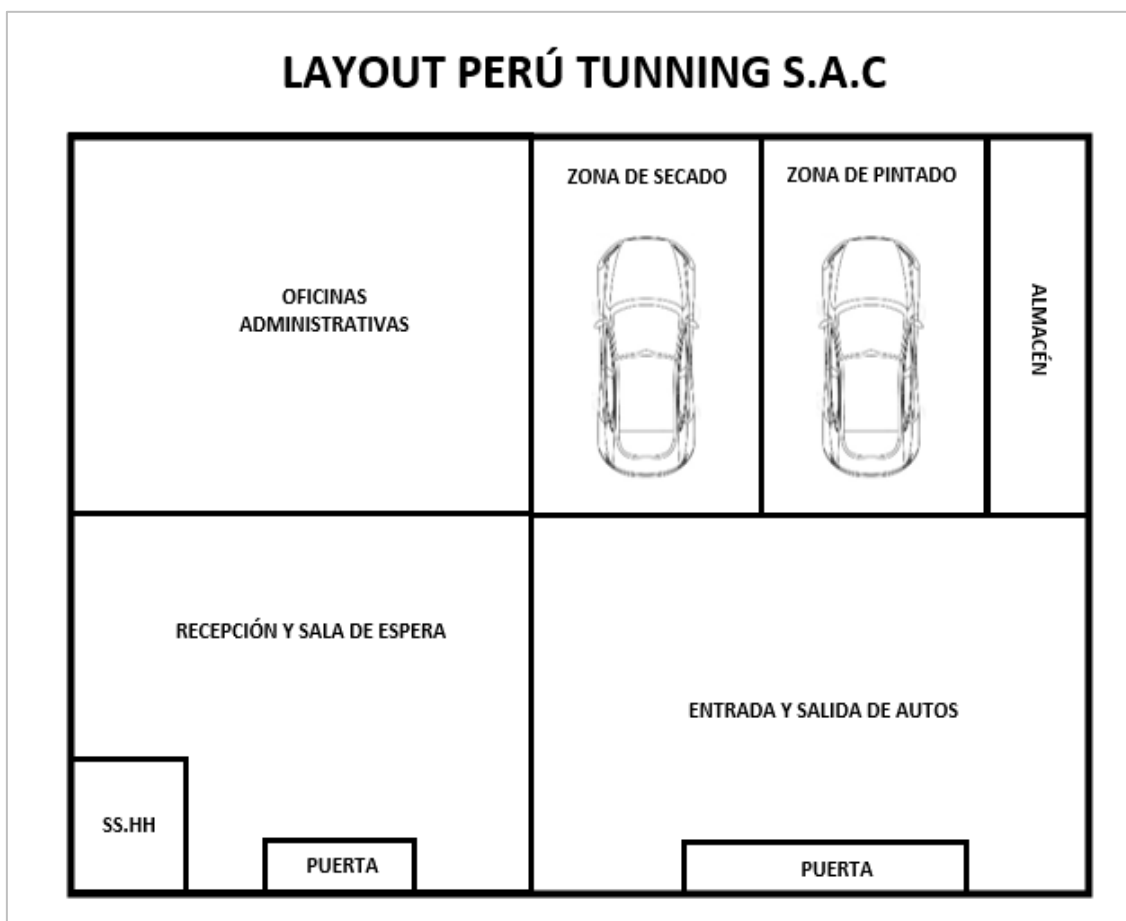 LAYOUT PERÚ TUNNING S.A.C
ZONA DE SECADO
ZONA DE PINTADO
OFICINAS
ADMINISTRATIVAS
ALMACÉN
RECEPCIÓN Y SALA DE ESPERA
ENTRADA Y SALIDA DE AUTOS
SS.HH
PUERTA
PUERTA